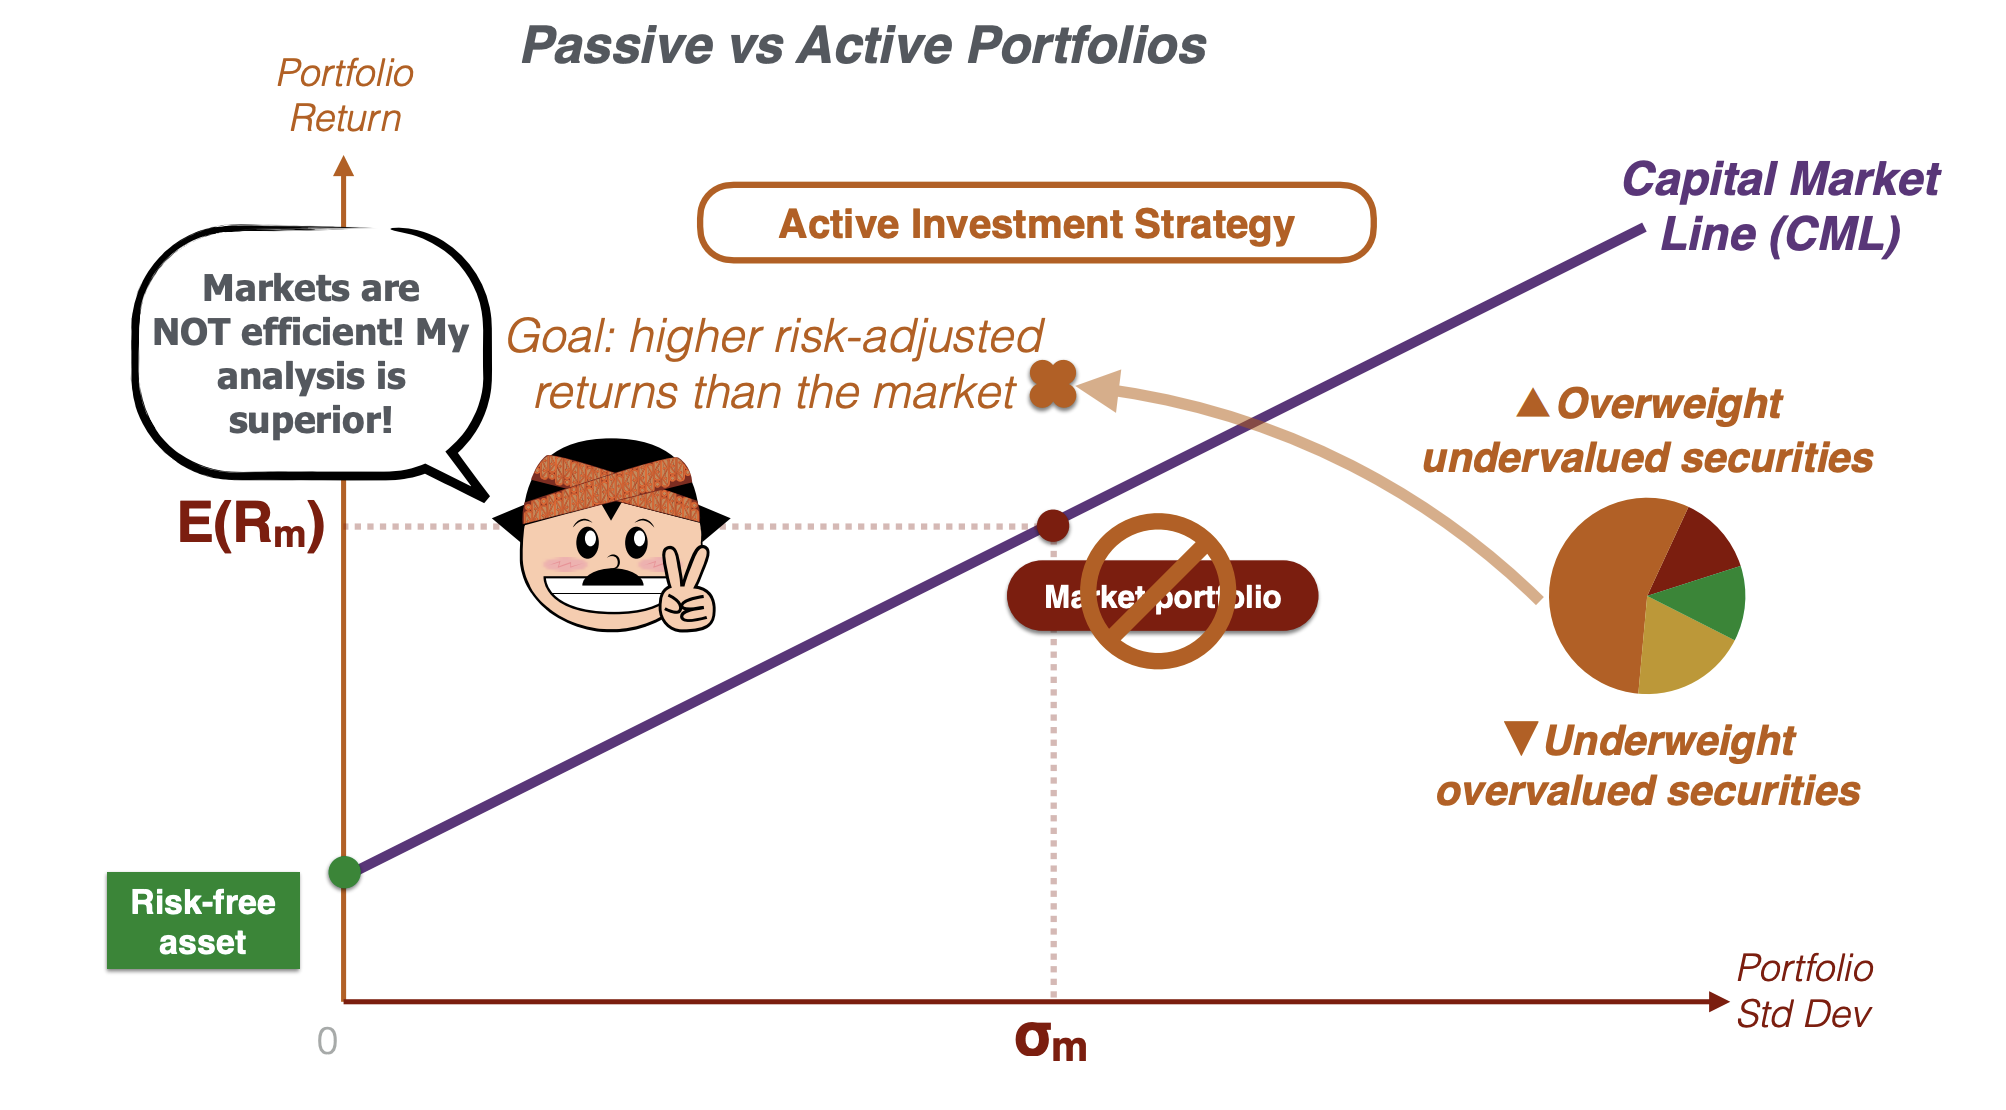 Passive vs Active Portfolios
Portfolio
Return
Active Investment Strategy
Capital Market
Line (CML)
Markets are
NOT efficient! My
analysis is
superior!
Goal: higher risk-adjusted
returns than the market
▲Overweight
undervalued securities
E(Rₘ)
Market portfolio
▼Underweight
overvalued securities
Risk-free
asset
Portfolio
Std Dev
0
σₘ